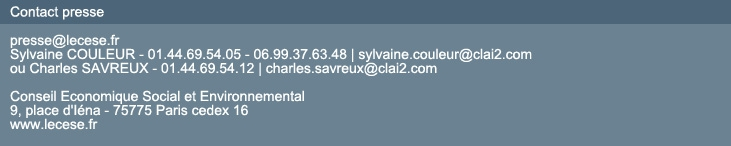 Contact presse
presse@lecese.fr
Sylvaine COULEUR - 01.44.69.54.05 - 06.99.37.63.48 | sylvaine.couleur@clai2.com
ou Charles SAVREUX - 01.44.69.54.12 | charles.savreux@clai2.com
Conseil Economique Social et Environnemental
9, place d'Iéna - 75775 Paris cedex 16
www.lecese.fr